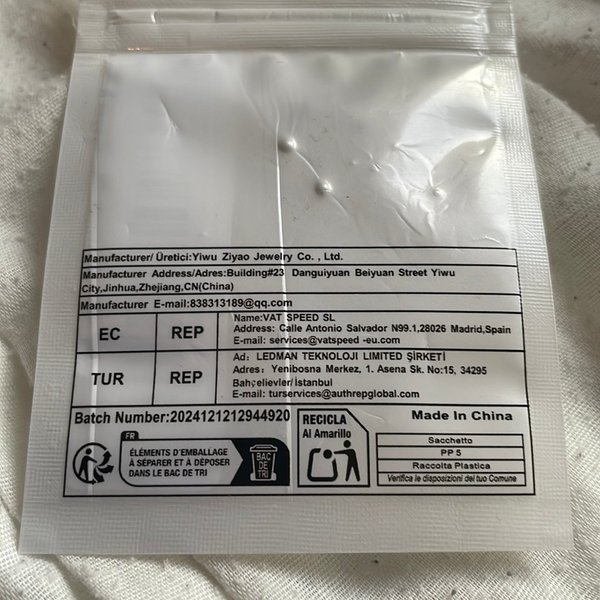 Manufacturer/ Üretici:Yiwu Ziyao Jewelry Co. , Ltd.
Manufacturer Address/Adres:Building#23 Danguiyuan Beiyuan Street Yiwu
City,Jinhua,Zhejiang,CN(China)
Manufacturer E-mail:838313189@qq.com
EC REP
Name:VAT SPEED SL
Address: Calle Antonio Salvador N99.1,28026 Madrid,Spain
E-mail: services@vatspeed -eu.com
TUR REP
Ad: LEDMAN TEKNOLOJI LIMITED ŞİRKETİ
Adres: Yenibosna Merkez, 1. Asena Sk. No:15, 34295
Bahçelievler/İstanbul
E-mail: turservices@authrepglobal.com
Batch Number:2024121212944920
FR
ÉLÉMENTS D'EMBALLAGE
À SÉPARER ET À DÉPOSER
DANS LE BAC DE TRI
BAC
DE
TRI
RECICLA
Al Amarillo
Made In China
Sacchetto
PP 5
Raccolta Plastica
Verifica le disposizioni del tuo Comune